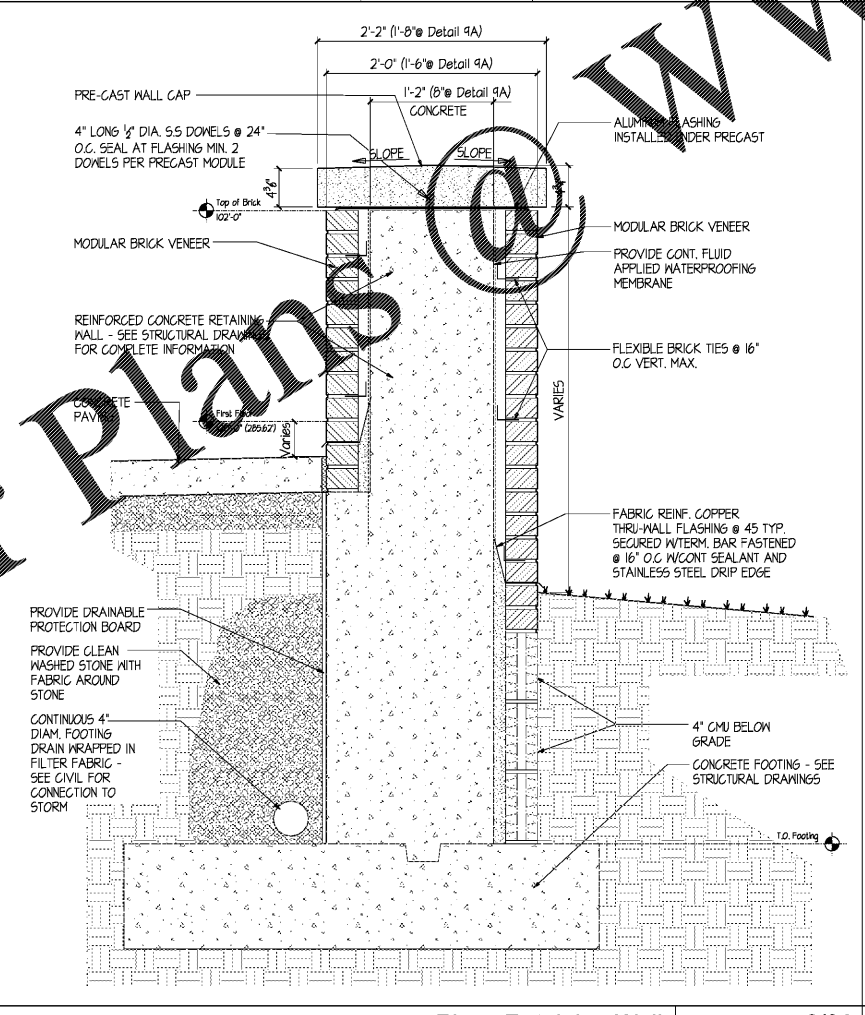 2'-2" (1'-8"@ Detail 9A)
2'-0" (1'-6"@ Detail 9A)
1'-2" (8"@ Detail 9A)
CONCRETE
PRE-CAST WALL CAP
4" LONG ½" DIA. S.S DOWELS @ 24"
O.C. SEAL AT FLASHING MIN. 2
DOWELS PER PRECAST MODULE
SLOPE
SLOPE
FLASHING
INSTALLED UNDER PRECAST
Top of Brick
102'-0"
MODULAR BRICK VENEER
MODULAR BRICK VENEER
PROVIDE CONT. FLUID
APPLIED WATERPROOFING
MEMBRANE
REINFORCED CONCRETE RETAINING
WALL - SEE STRUCTURAL DRAWINGS
FOR COMPLETE INFORMATION
FLEXIBLE BRICK TIES @ 16"
O.C VERT. MAX.
VARIES
CONCRETE
PAVING
First Floor
(285.62')
Varies
FABRIC REINF. COPPER
THRU-WALL FLASHING @ 45 TYP.
SECURED W/TERM. BAR FASTENED
@ 16" O.C W/CONT SEALANT AND
STAINLESS STEEL DRIP EDGE
PROVIDE DRAINABLE
PROTECTION BOARD
PROVIDE CLEAN
WASHED STONE WITH
FABRIC AROUND
STONE
CONTINUOUS 4"
DIAM. FOOTING
DRAIN WRAPPED IN
FILTER FABRIC -
SEE CIVIL FOR
CONNECTION TO
STORM
4" CMU BELOW
GRADE
CONCRETE FOOTING - SEE
STRUCTURAL DRAWINGS
T.O. Footing
Plans @ WW